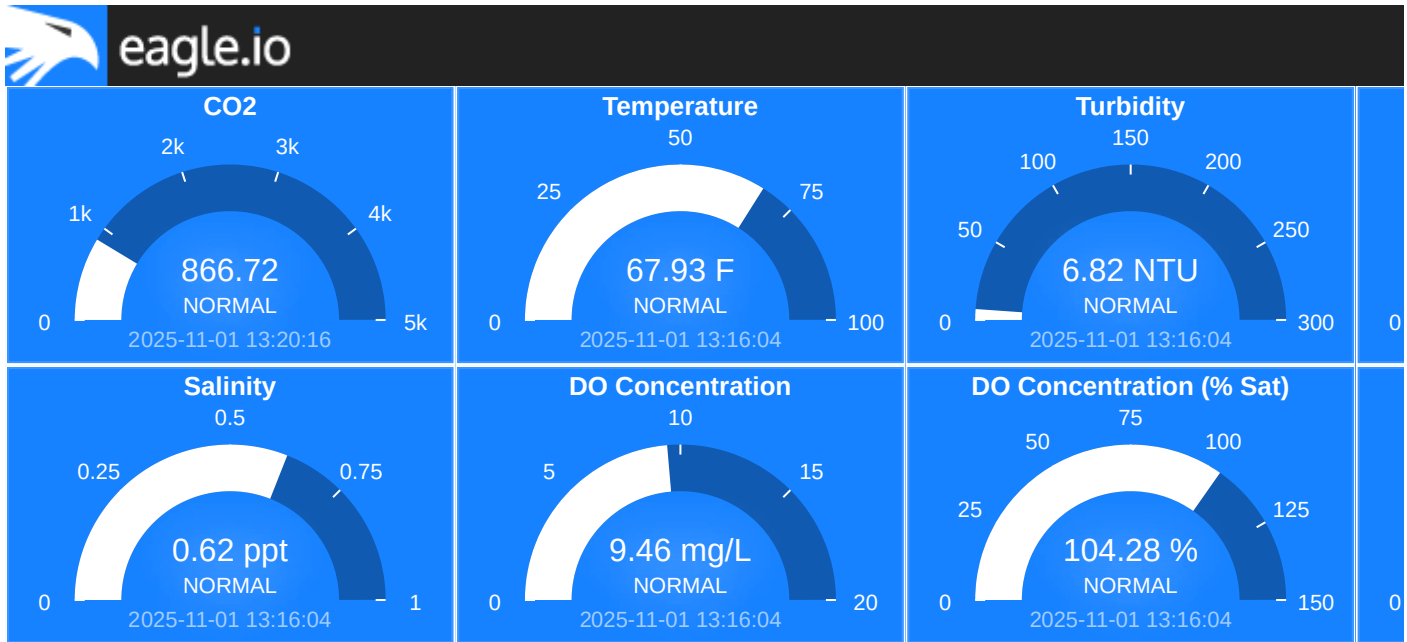 eagle.io
CO2
0
1k
2k
3k
4k
5k
866.72
NORMAL
2025-11-01 13:20:16
Temperature
0
25
50
75
100
67.93 F
NORMAL
2025-11-01 13:16:04
Turbidity
0
50
100
150
200
250
300
6.82 NTU
NORMAL
2025-11-01 13:16:04
0
Salinity
0
0.25
0.5
0.75
1
0.62 ppt
NORMAL
2025-11-01 13:16:04
DO Concentration
0
5
10
15
20
9.46 mg/L
NORMAL
2025-11-01 13:16:04
DO Concentration (% Sat)
0
25
50
75
100
125
150
104.28 %
NORMAL
2025-11-01 13:16:04
0